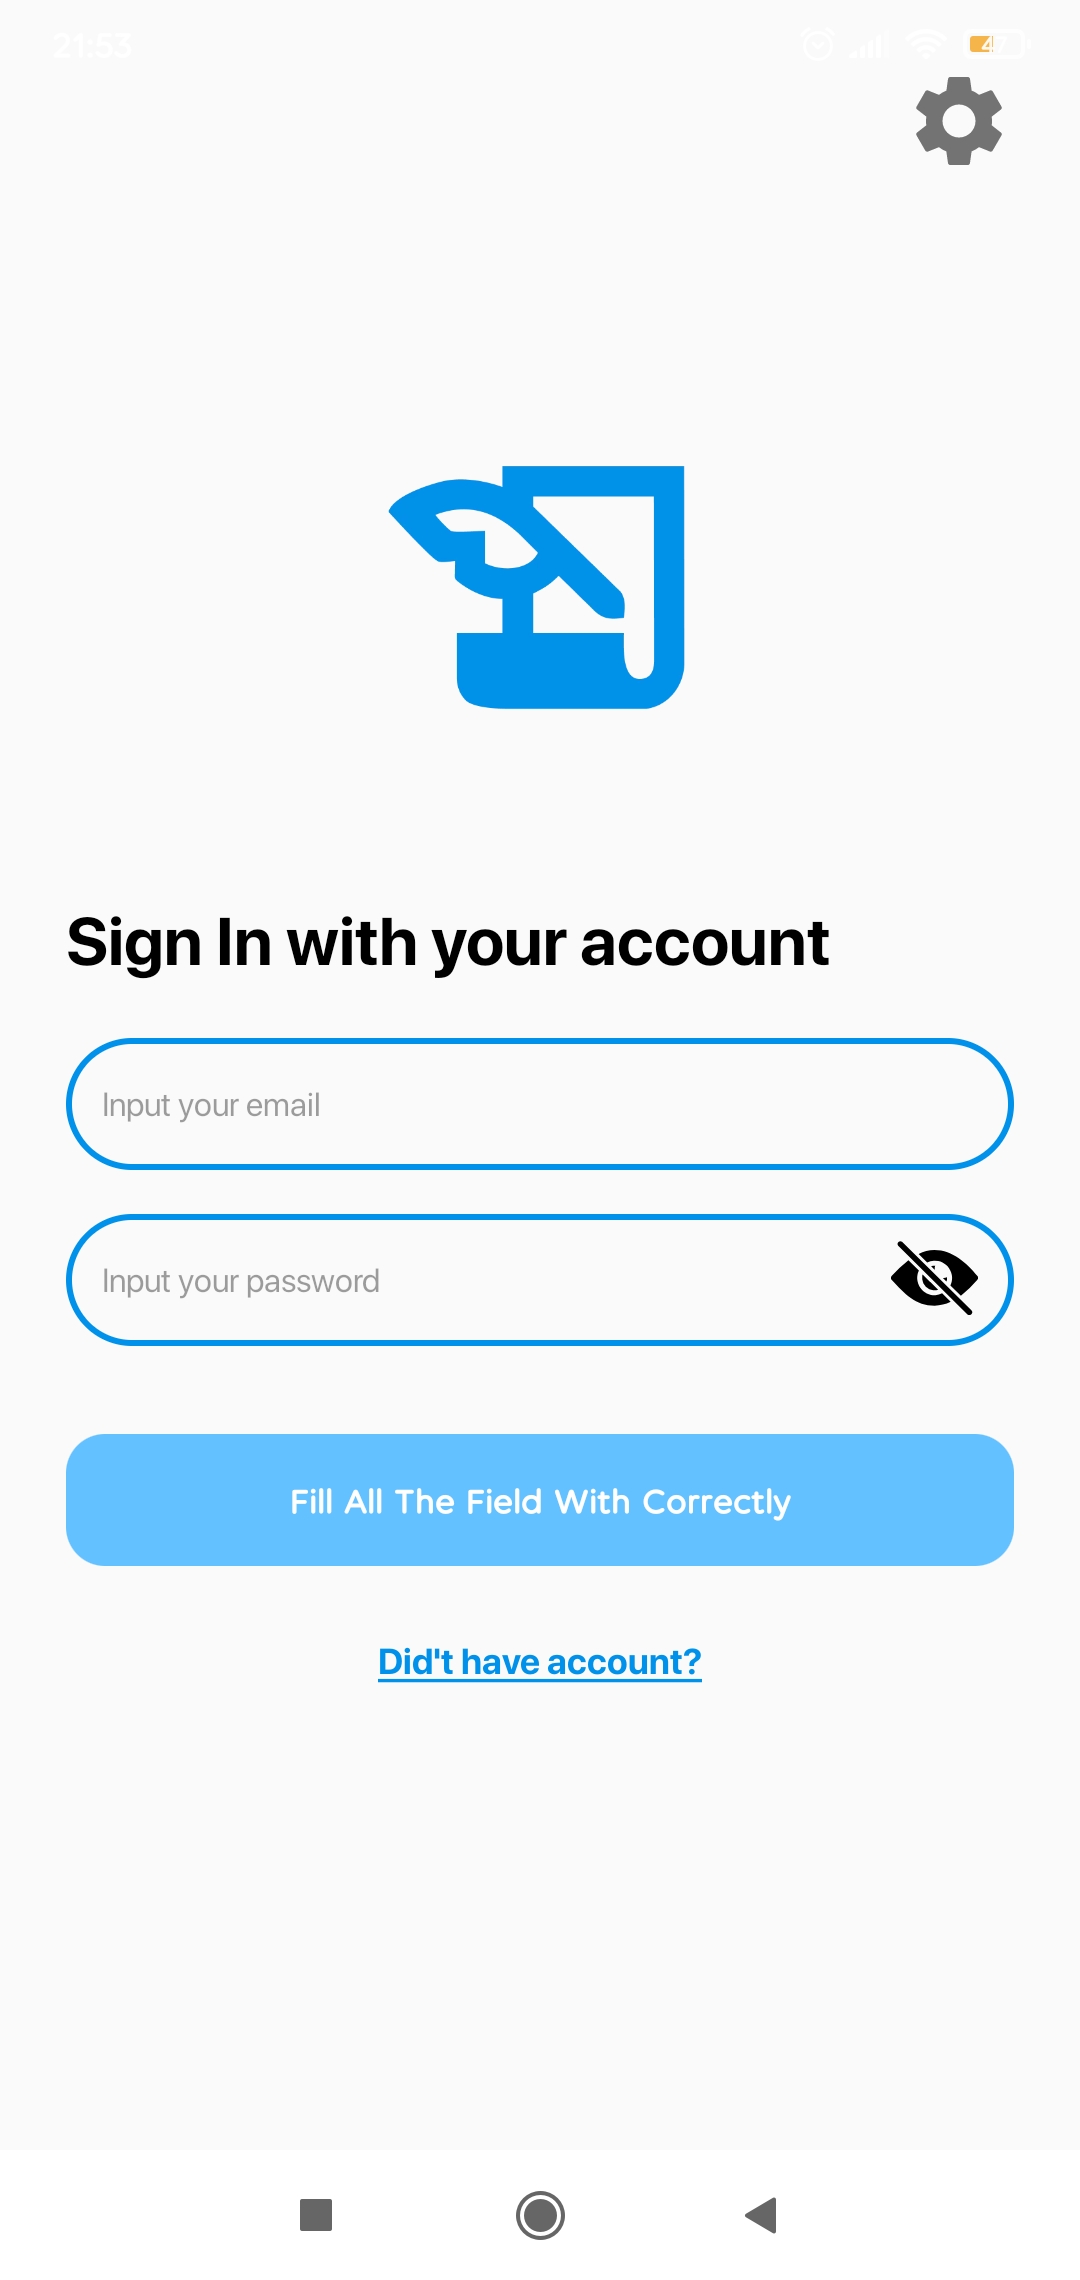 21:53
47
Sign In with your account
Input your email
Input your password
Fill All The Field With Correctly
Did't have account?